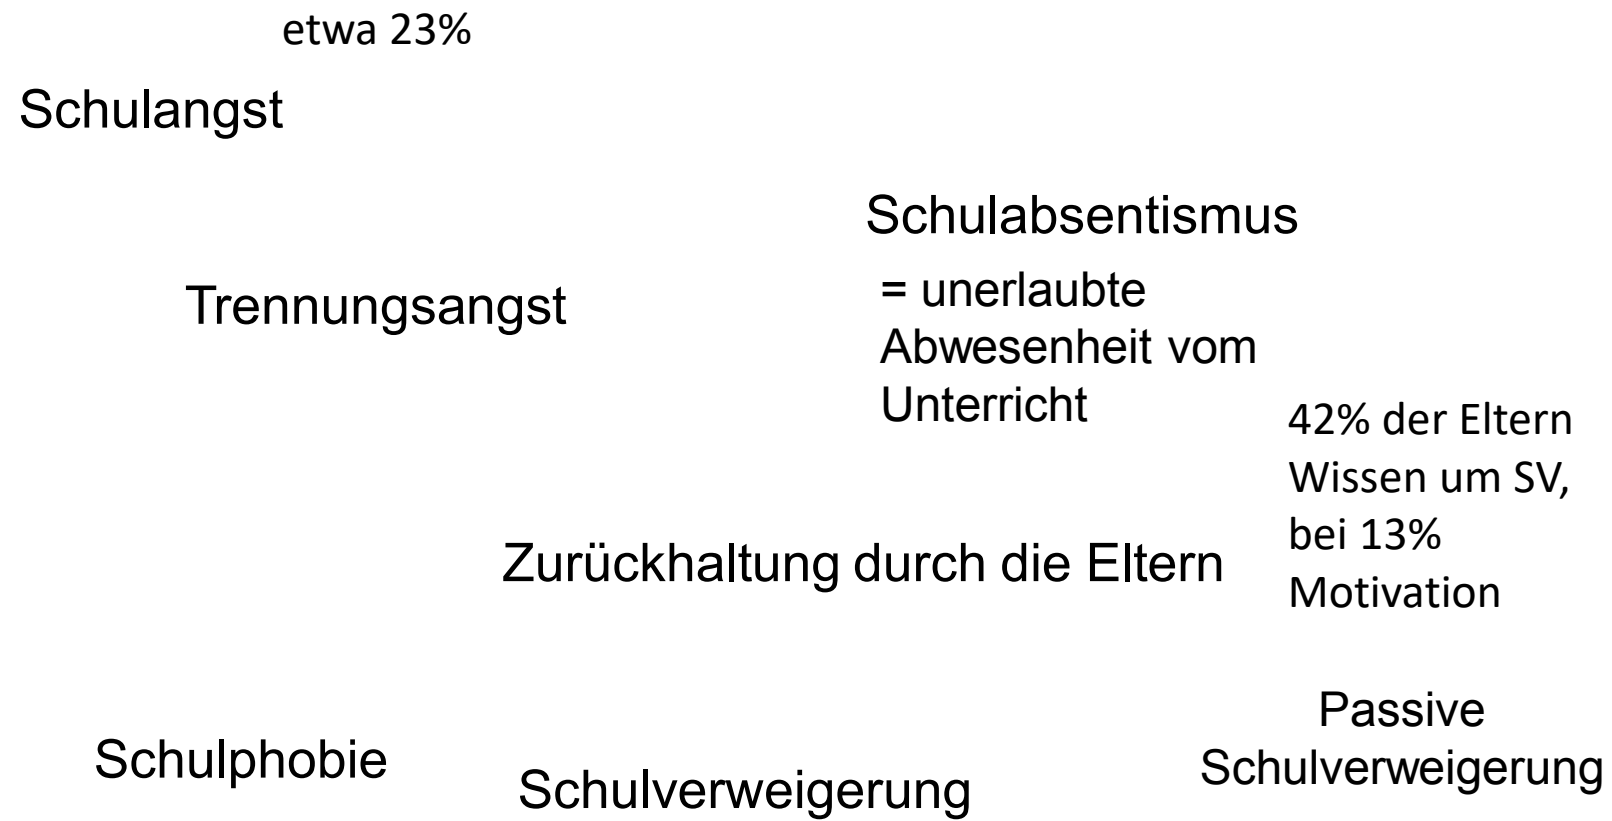 etwa 23%
Schulangst
Schulabsentismus
= unerlaubte
Abwesenheit vom
Unterricht
Trennungsangst
42% der Eltern
Wissen um SV,
bei 13%
Motivation
Zurückhaltung durch die Eltern
Passive
Schulverweigerung
Schulphobie
Schulverweigerung